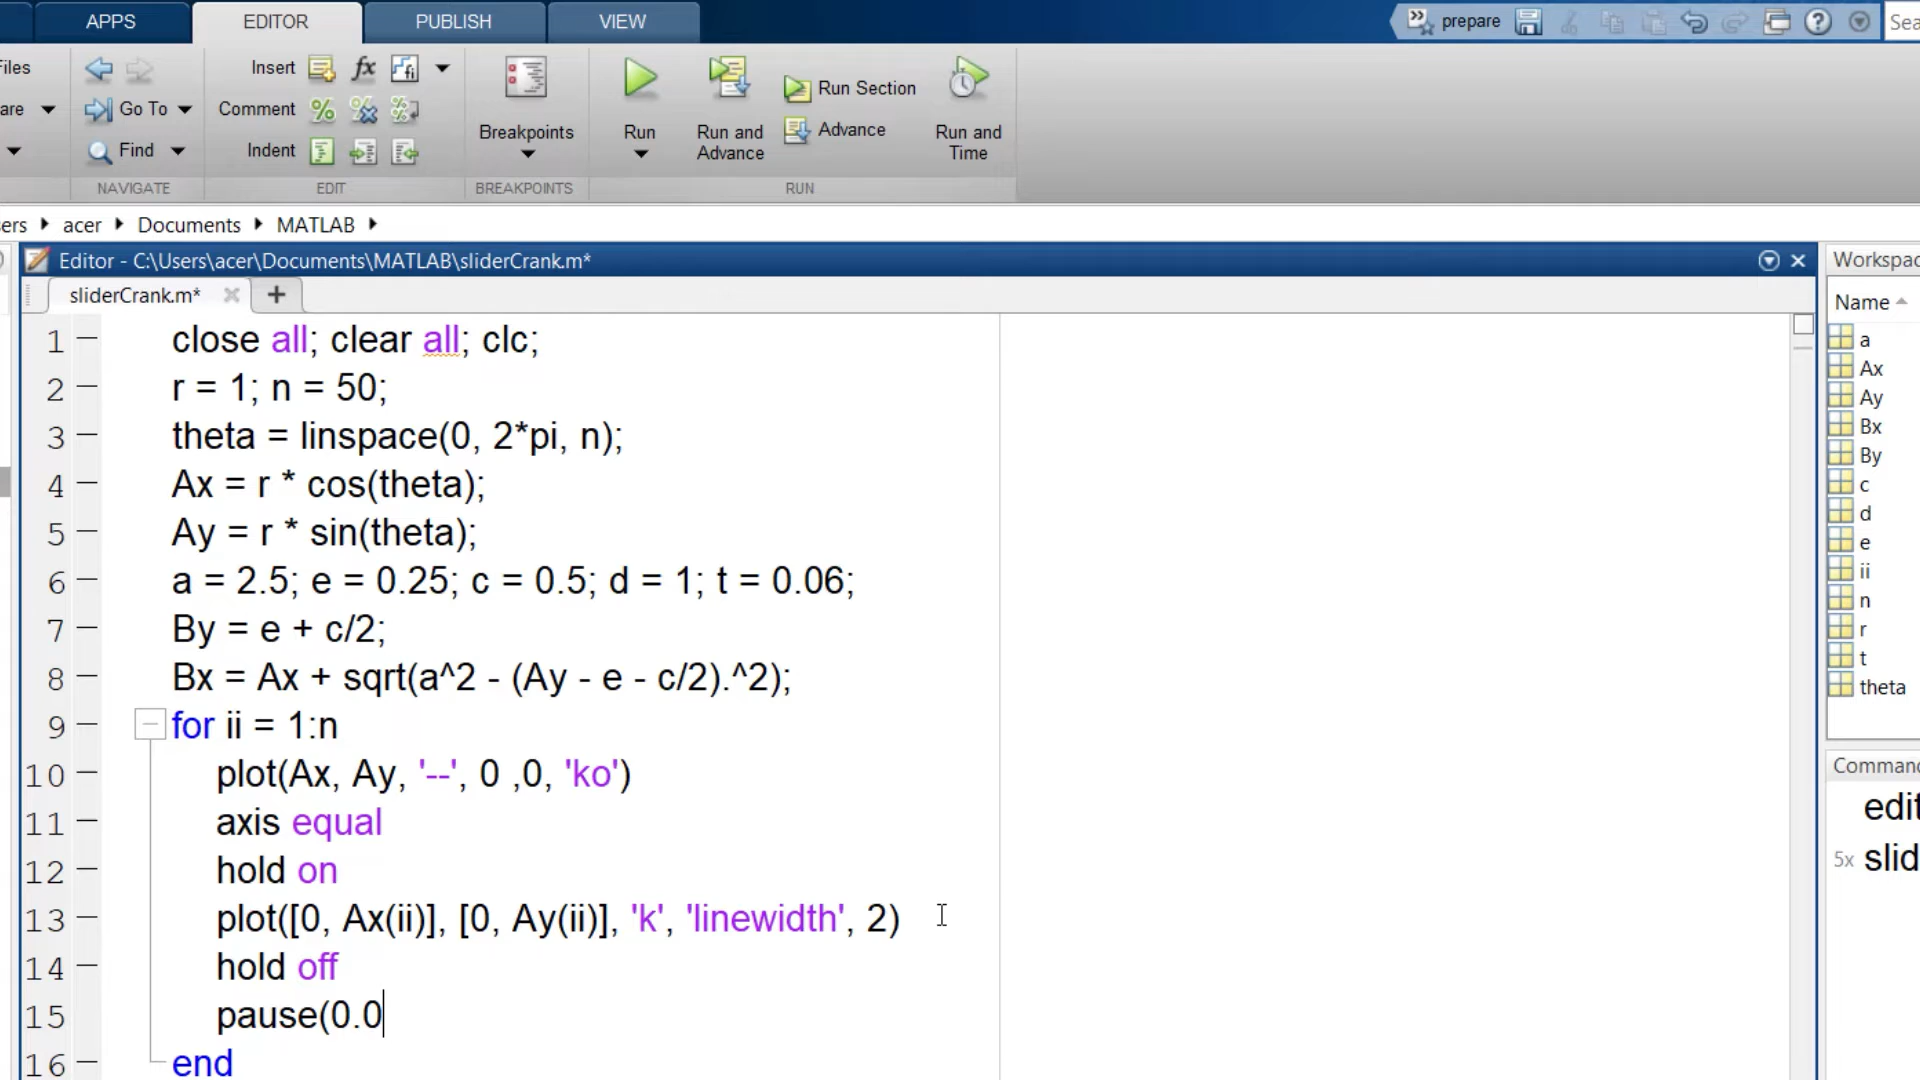 APPS EDITOR PUBLISH VIEW prepare Sea
Files Insert fx
are Go To Comment Breakpoints Run Run and Advance Run Section Advance Run and Time
Find Indent
NAVIGATE EDIT BREAKPOINTS RUN
ers acer Documents MATLAB
Editor - C:\Users\acer\Documents\MATLAB\sliderCrank.m*
sliderCrank.m* +
1 close all; clear all; clc;
2 r = 1; n = 50;
3 theta = linspace(0, 2*pi, n);
4 Ax = r * cos(theta);
5 Ay = r * sin(theta);
6 a = 2.5; e = 0.25; c = 0.5; d = 1; t = 0.06;
7 By = e + c/2;
8 Bx = Ax + sqrt(a^2 - (Ay - e - c/2).^2);
9 for ii = 1:n
10 plot(Ax, Ay, '--', 0 ,0, 'ko')
11 axis equal
12 hold on
13 plot([0, Ax(ii)], [0, Ay(ii)], 'k', 'linewidth', 2)
14 hold off
15 pause(0.0
16 end
Workspac
Name
a
Ax
Ay
Bx
By
c
d
e
ii
n
r
t
theta
Command
edit
5x slid